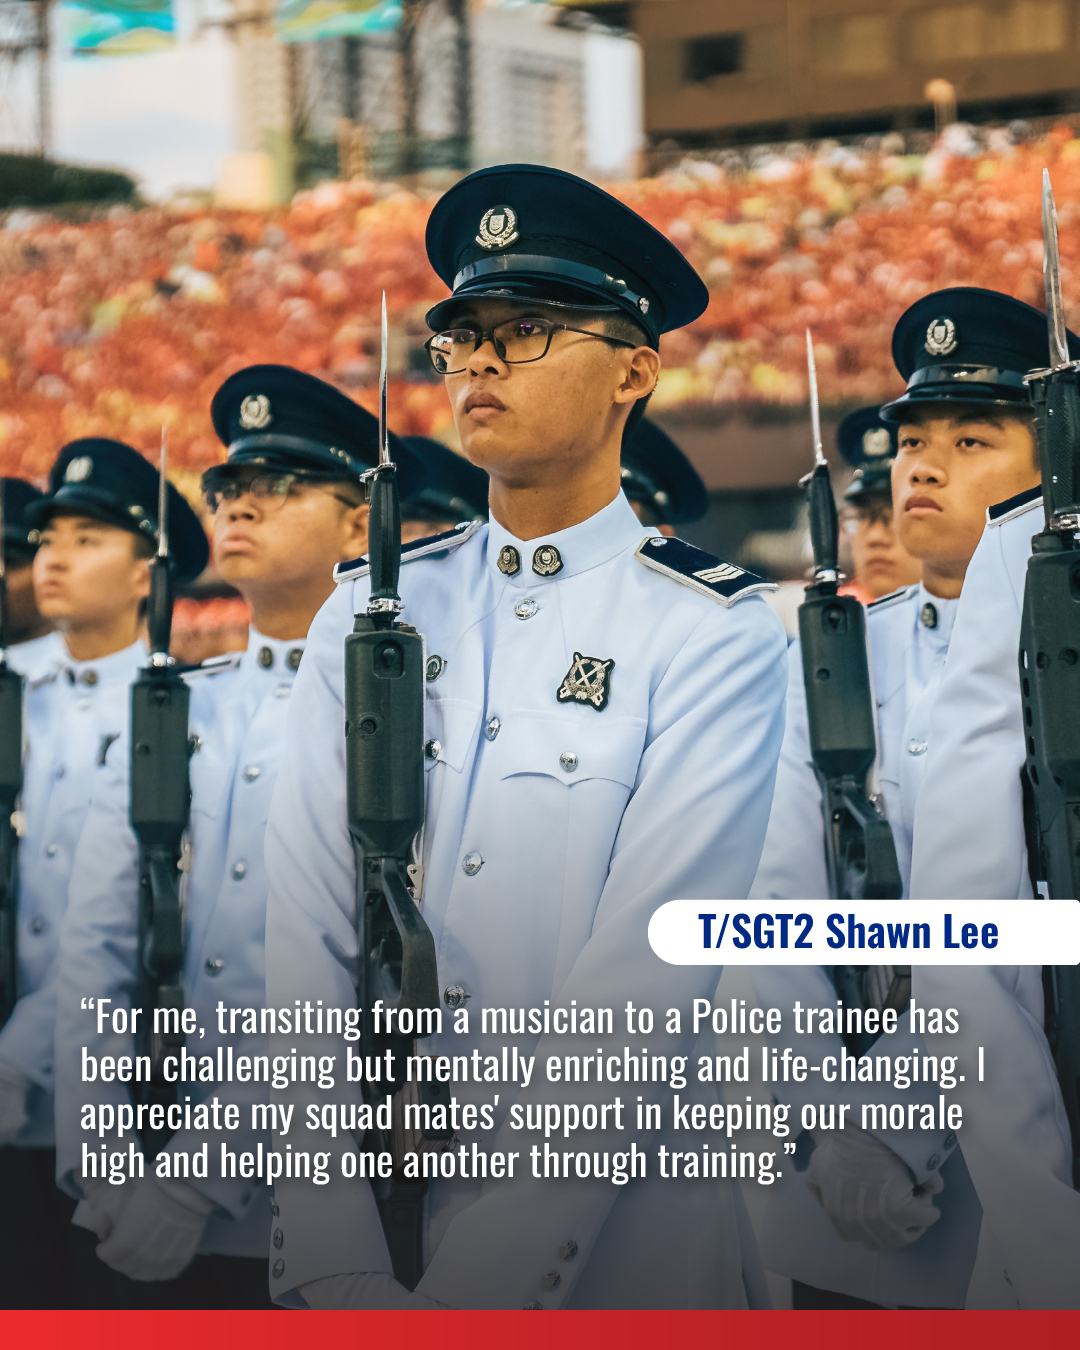 T/SGT2 Shawn Lee
“For me, transiting from a musician to a Police trainee has
been challenging but mentally enriching and life-changing. I
appreciate my squad mates' support in keeping our morale
high and helping one another through training.”